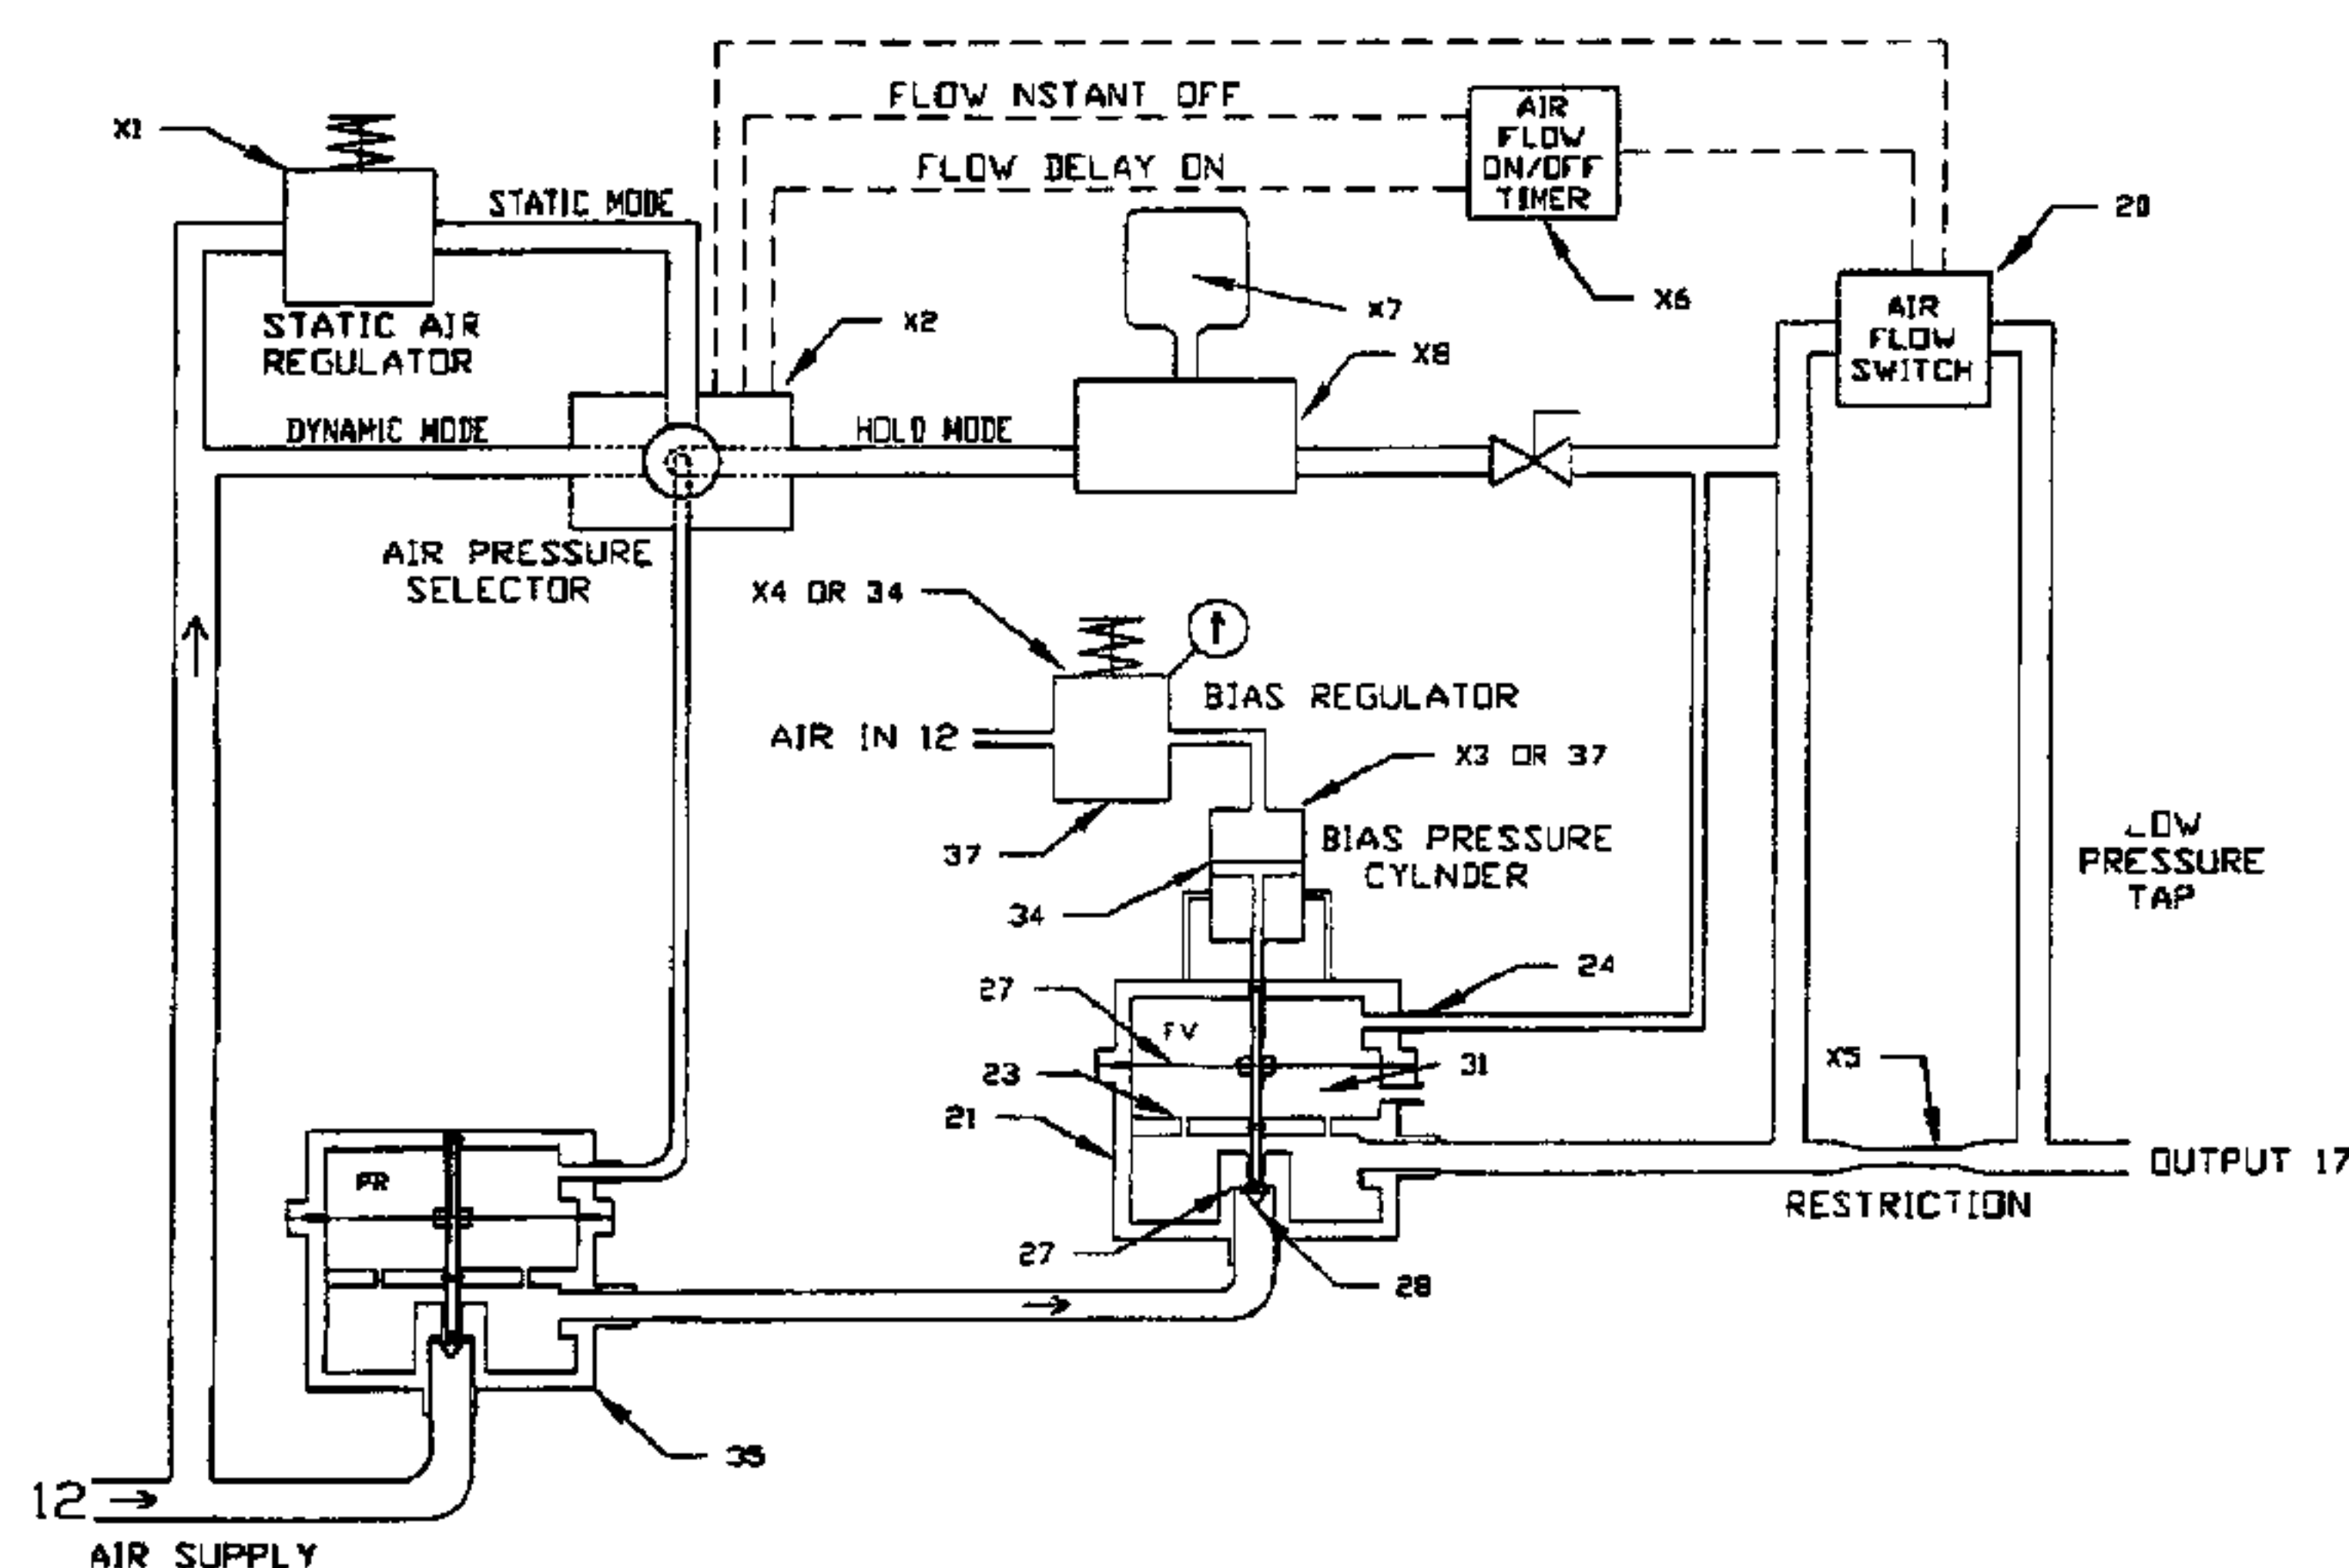 FLOW NSTANT OFF
AIR
FLOW
ON/OFF
TIMER
X1
FLOW DELAY ON
STATIC MODE
20
X6
X7
STATIC AIR
REGULATOR
X2
AIR
FLOW
SWITCH
X8
DYNAMIC MODE
HOLD MODE
AIR PRESSURE
SELECTOR
X4 OR 34
BIAS REGULATOR
AIR IN 12
X3 OR 37
37
BIAS PRESSURE
CYLNDER
LOW
PRESSURE
TAP
34
24
27
FV
31
X5
23
21
OUTPUT 17
PR
RESTRICTION
27
28
35
12
AIR SUPPLY